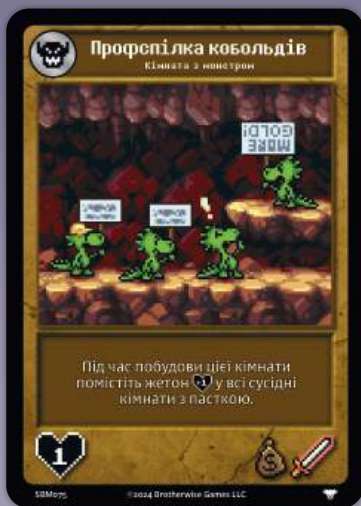 Профспілка кобольдів
Кімната з монстром
MORE
GOLD!
Під час побудови цієї кімнати
помістіть жетон -1 у всі сусідні
кімнати з пасткою.
1
$
SBM075
©2024 Brotherwise Games LLC